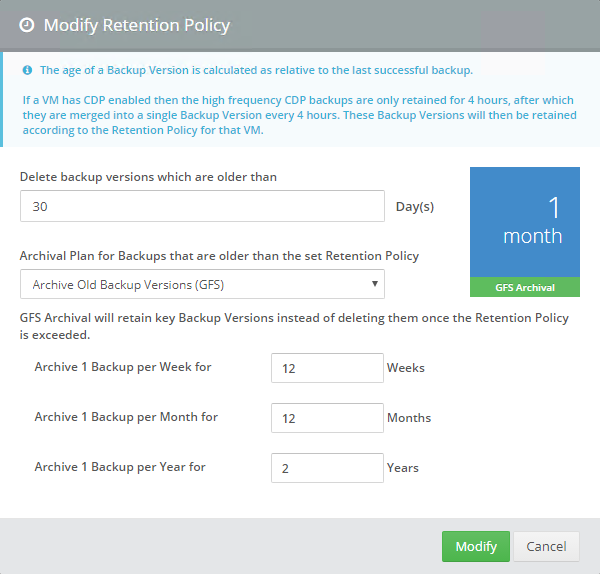 Modify Retention Policy
The age of a Backup Version is calculated as relative to the last successful backup.
If a VM has CDP enabled then the high frequency CDP backups are only retained for 4 hours, after which
they are merged into a single Backup Version every 4 hours. These Backup Versions will then be retained
according to the Retention Policy for that VM.
Delete backup versions which are older than
30 Day(s)
1
month
GFS Archival
Archival Plan for Backups that are older than the set Retention Policy
Archive Old Backup Versions (GFS)
GFS Archival will retain key Backup Versions instead of deleting them once the Retention Policy
is exceeded.
Archive 1 Backup per Week for 12 Weeks
Archive 1 Backup per Month for 12 Months
Archive 1 Backup per Year for 2 Years
Modify Cancel